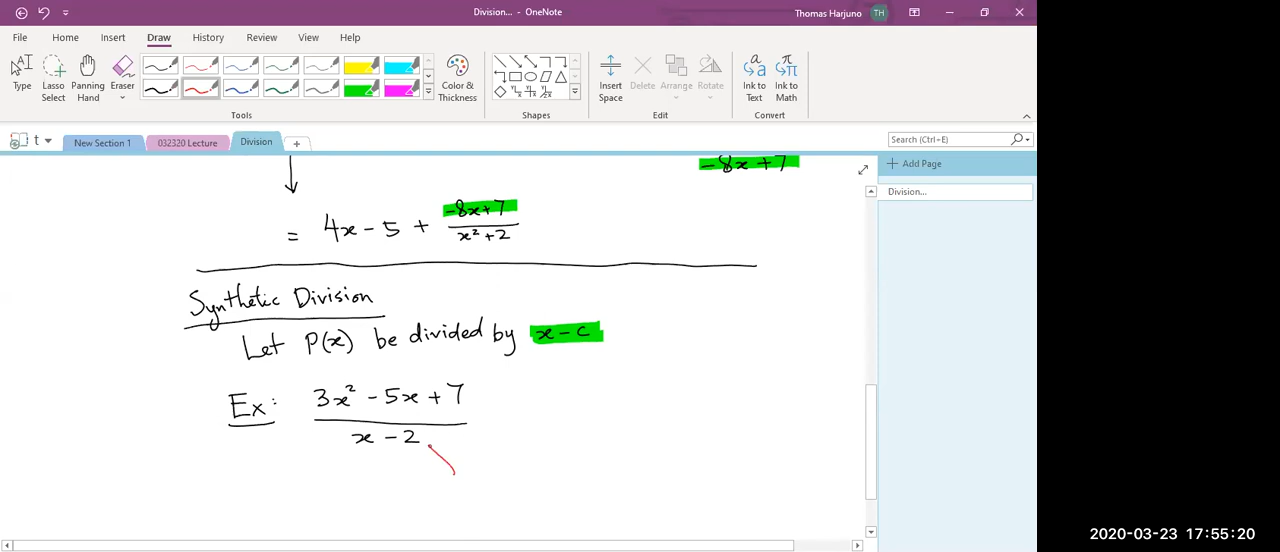 Division... - OneNote
Thomas Harjuno TH
File Home Insert Draw History Review View Help
Type
Lasso Select
Panning Hand
Eraser
Color & Thickness
Insert Space
Delete
Arrange
Rotate
Ink to Text
Ink to Math
Tools Shapes Edit Convert
t New Section 1 032320 Lecture Division +
Search (Ctrl+E)
+ Add Page
Division...
-8x+7
= 4x - 5 + (-8x+7)/(x²+2)
Synthetic Division
Let P(x) be divided by x - c
Ex: (3x² - 5x + 7)/(x - 2)
2020-03-23 17:55:20